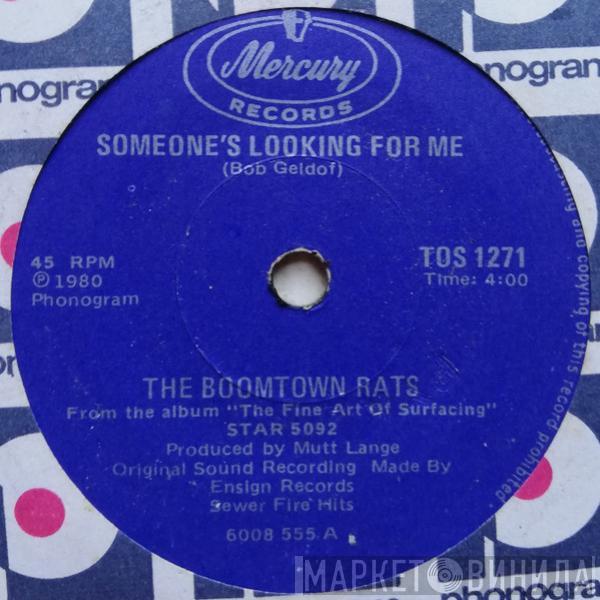 Mercury
RECORDS
SOMEONE'S LOOKING FOR ME
(Bob Geldof)
45 RPM
℗ 1980
Phonogram
TOS 1271
Time: 4:00
THE BOOMTOWN RATS
From the album "The Fine Art Of Surfacing"
STAR 5092
Produced by Mutt Lange
Original Sound Recording Made By
Ensign Records
Sewer Fire Hits
6008 555 A
and copying of this record prohibited
nogram
phonogram
nogram
phonogram
МАРКЕТ ВИНИЛА